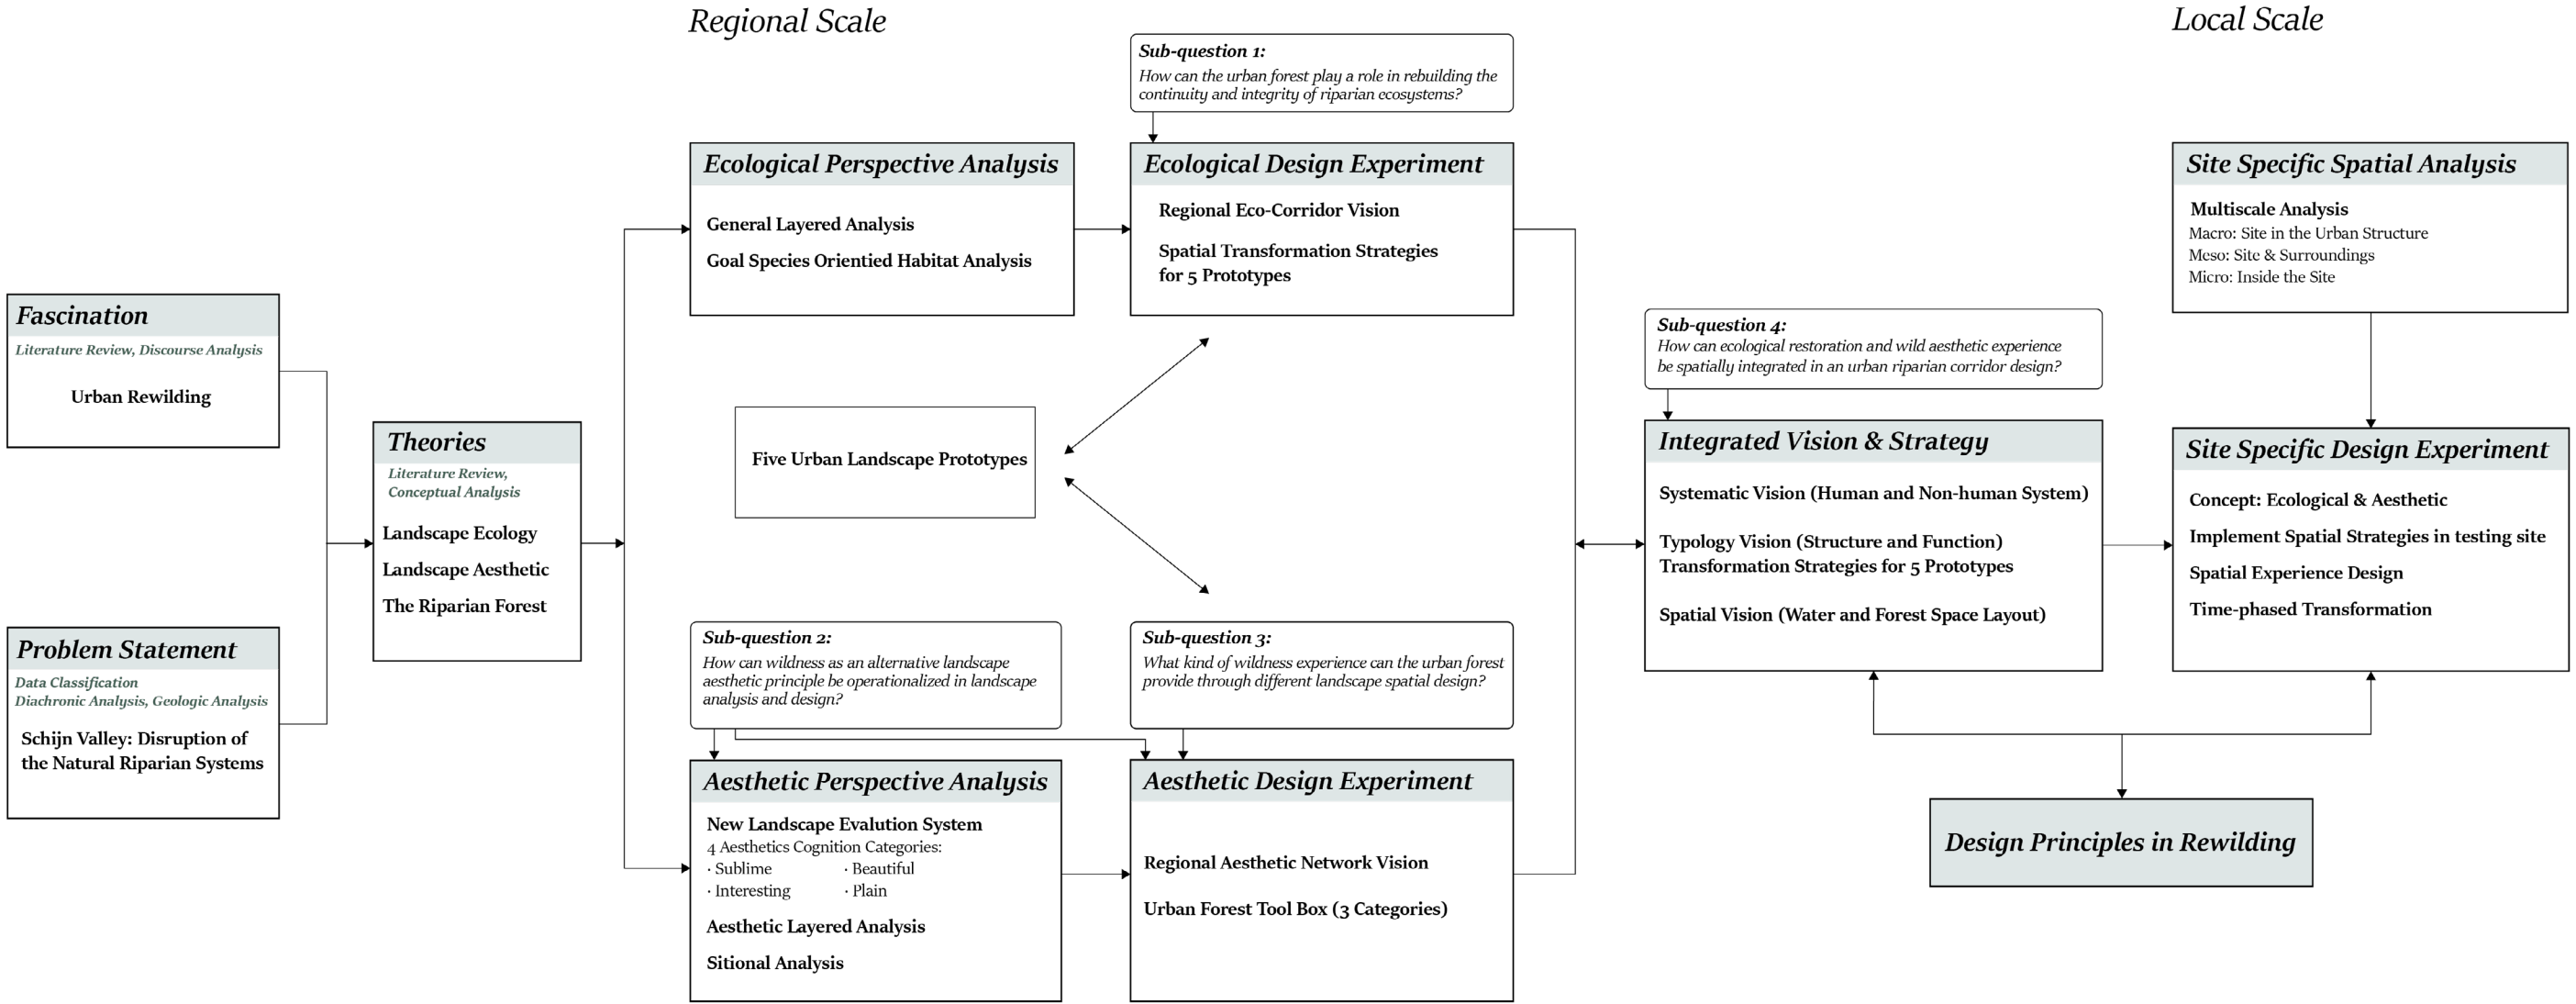 Regional Scale
Local Scale
Fascination
Literature Review, Discourse Analysis
Urban Rewilding
Problem Statement
Data Classification
Diachronic Analysis, Geologic Analysis
Schijn Valley: Disruption of
the Natural Riparian Systems
Theories
Literature Review,
Conceptual Analysis
Landscape Ecology
Landscape Aesthetic
The Riparian Forest
Ecological Perspective Analysis
General Layered Analysis
Goal Species Orientied Habitat Analysis
Sub-question 1:
How can the urban forest play a role in rebuilding the
continuity and integrity of riparian ecosystems?
Ecological Design Experiment
Regional Eco-Corridor Vision
Spatial Transformation Strategies
for 5 Prototypes
Five Urban Landscape Prototypes
Sub-question 2:
How can wildness as an alternative landscape
aesthetic principle be operationalized in landscape
analysis and design?
Aesthetic Perspective Analysis
New Landscape Evalution System
4 Aesthetics Cognition Categories:
· Sublime · Beautiful
· Interesting · Plain
Aesthetic Layered Analysis
Sitional Analysis
Sub-question 3:
What kind of wildness experience can the urban forest
provide through different landscape spatial design?
Aesthetic Design Experiment
Regional Aesthetic Network Vision
Urban Forest Tool Box (3 Categories)
Sub-question 4:
How can ecological restoration and wild aesthetic experience
be spatially integrated in an urban riparian corridor design?
Integrated Vision & Strategy
Systematic Vision (Human and Non-human System)
Typology Vision (Structure and Function)
Transformation Strategies for 5 Prototypes
Spatial Vision (Water and Forest Space Layout)
Site Specific Spatial Analysis
Multiscale Analysis
Macro: Site in the Urban Structure
Meso: Site & Surroundings
Micro: Inside the Site
Site Specific Design Experiment
Concept: Ecological & Aesthetic
Implement Spatial Strategies in testing site
Spatial Experience Design
Time-phased Transformation
Design Principles in Rewilding